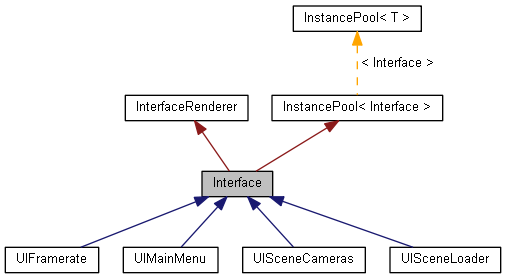 InstancePool< T >
< Interface >
InterfaceRenderer
InstancePool< Interface >
Interface
UIFramerate
UIMainMenu
UISceneCameras
UISceneLoader